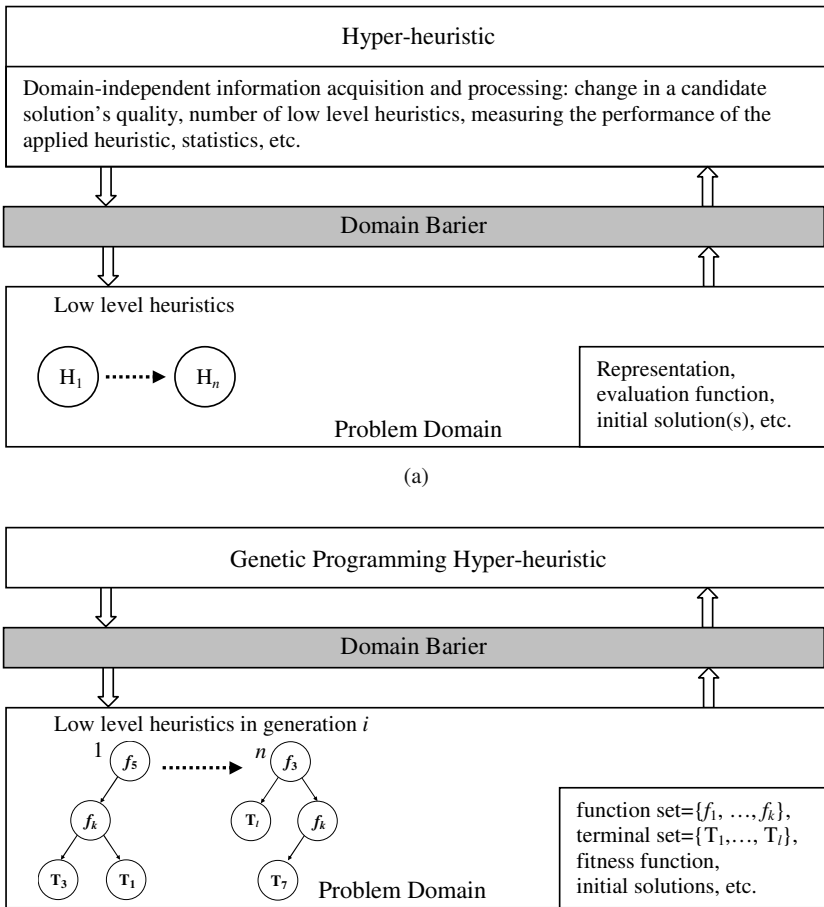 Hyper-heuristic
Domain-independent information acquisition and processing: change in a candidate
solution's quality, number of low level heuristics, measuring the performance of the
applied heuristic, statistics, etc.
Domain Barier
Low level heuristics
H1
Hn
Representation,
evaluation function,
initial solution(s), etc.
Problem Domain
(a)
Genetic Programming Hyper-heuristic
Domain Barier
Low level heuristics in generation i
1
f5
n
f3
fk
Tl
fk
T3
T1
T7
function set={f1, …, fk},
terminal set={T1,…, Tl},
fitness function,
initial solutions, etc.
Problem Domain